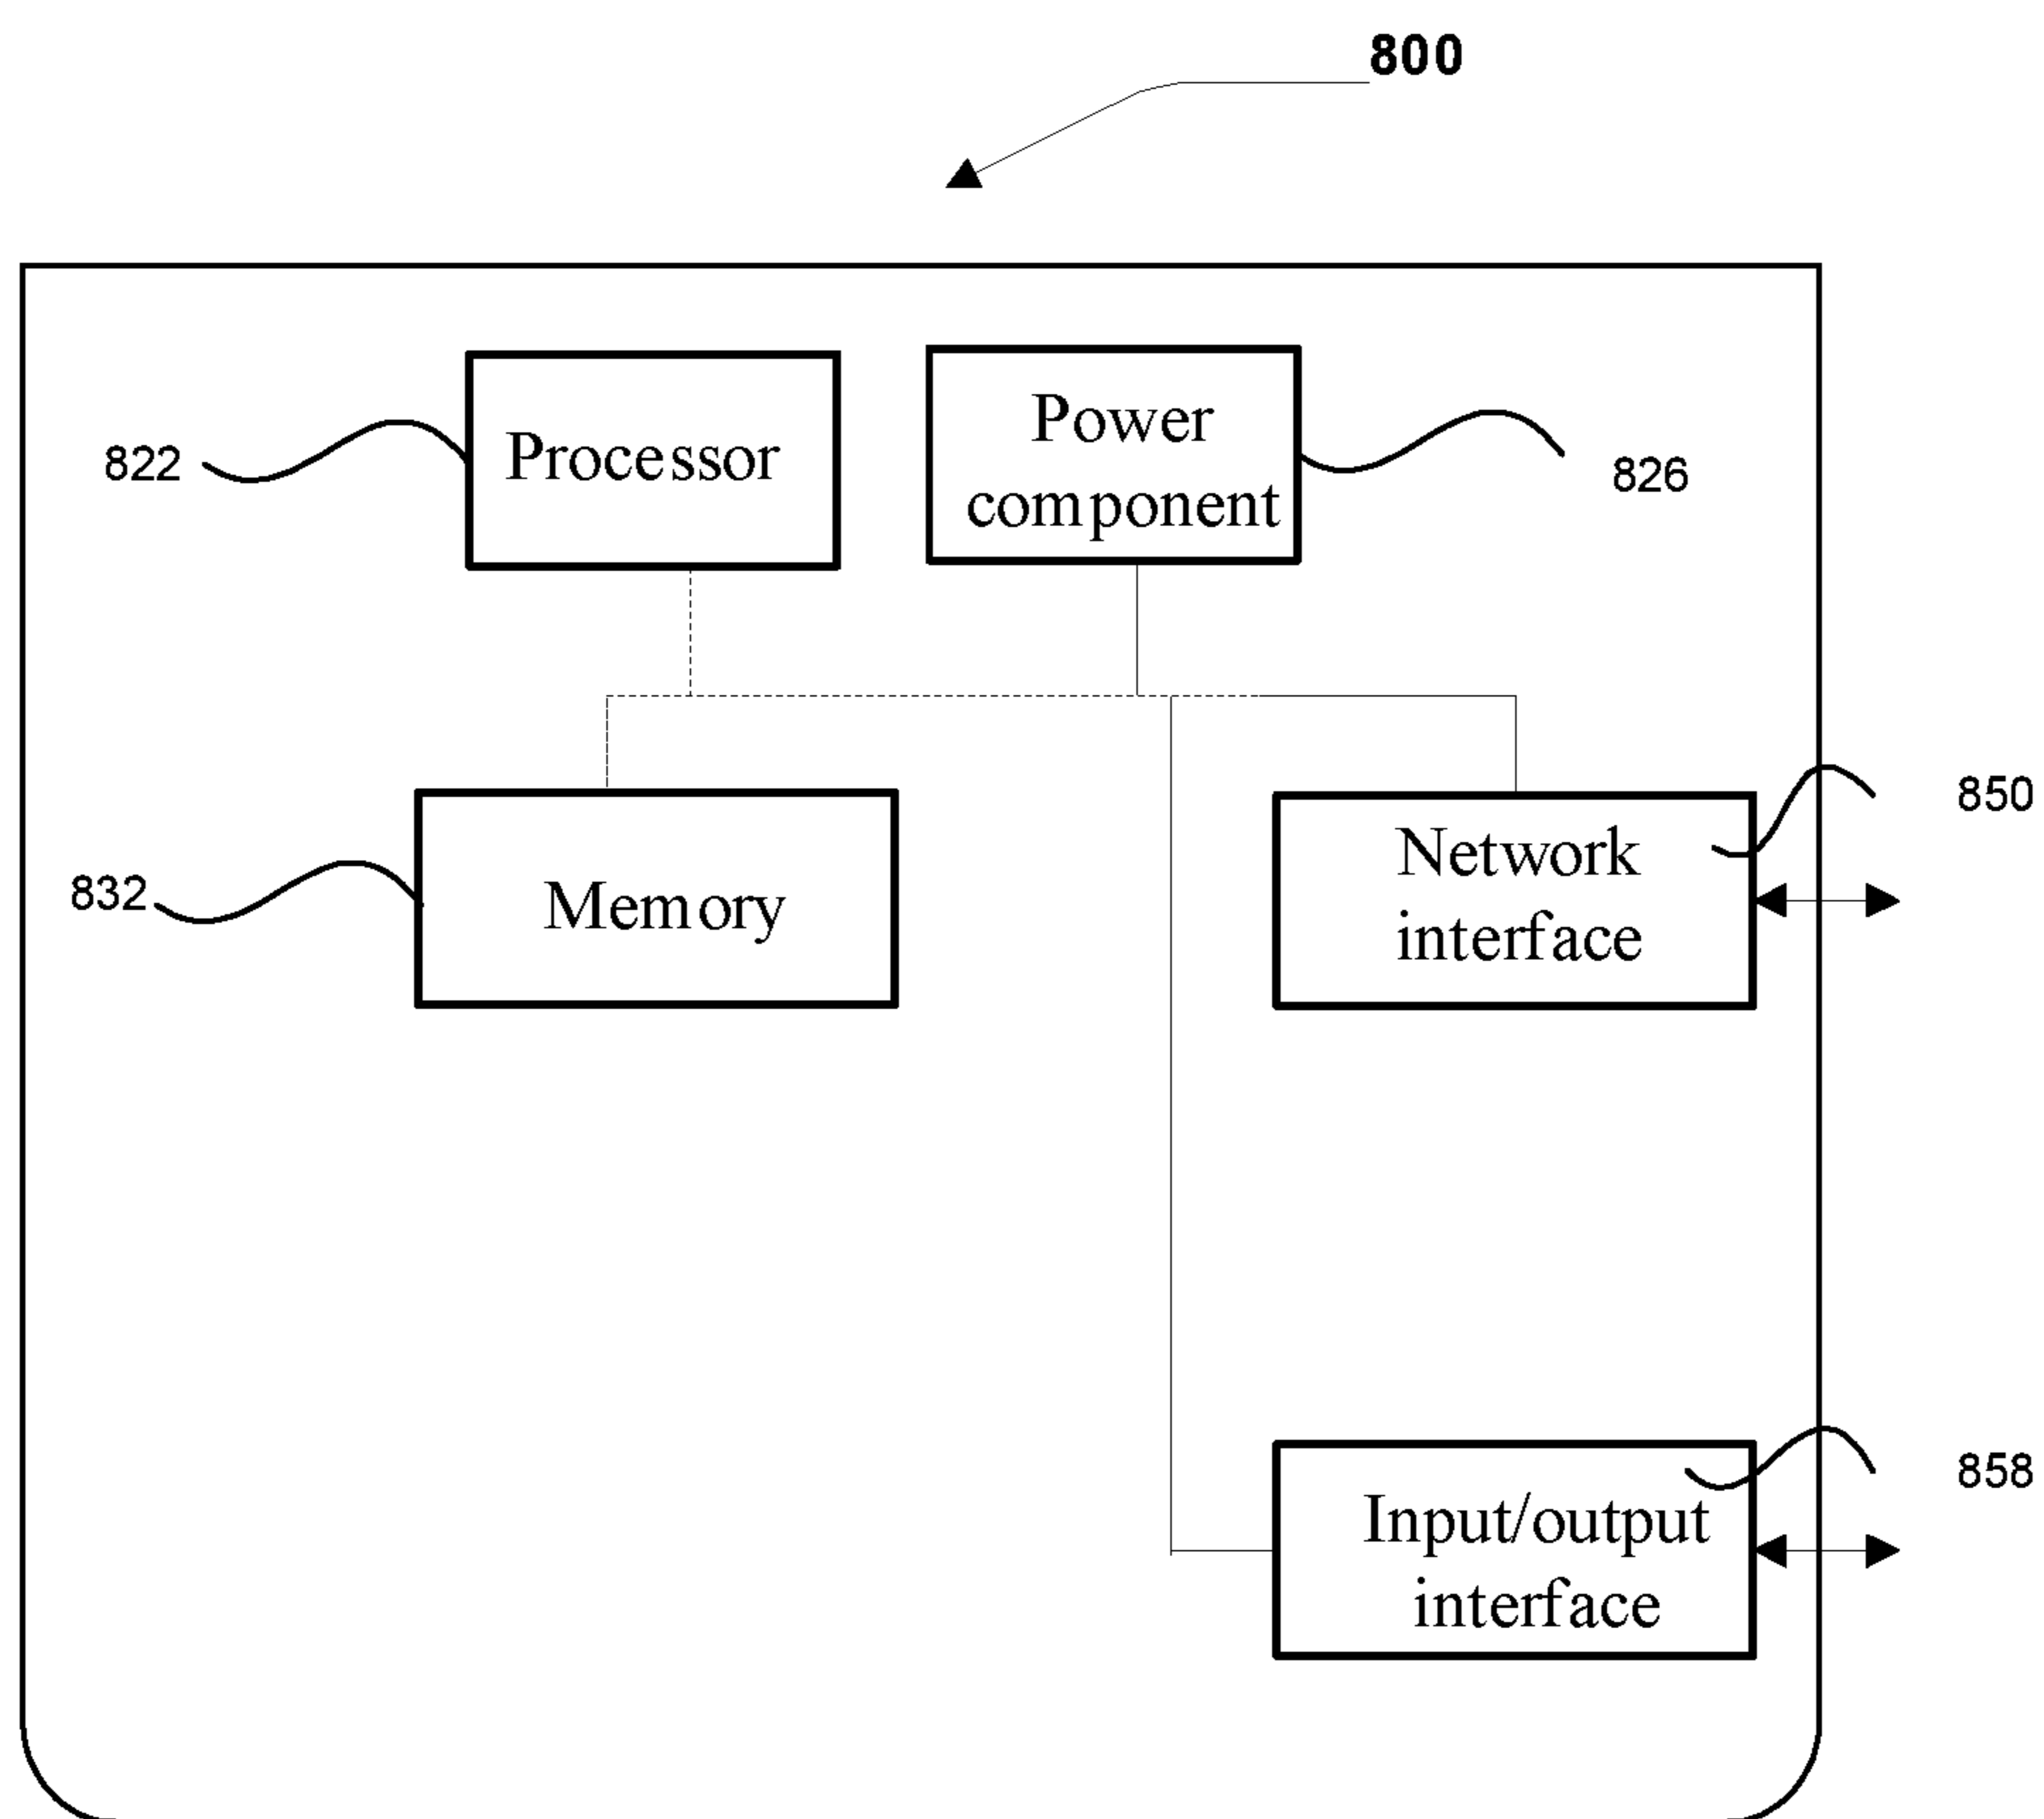 800
822
Processor
Power
component
826
832
Memory
Network
interface
850
Input/output
interface
858